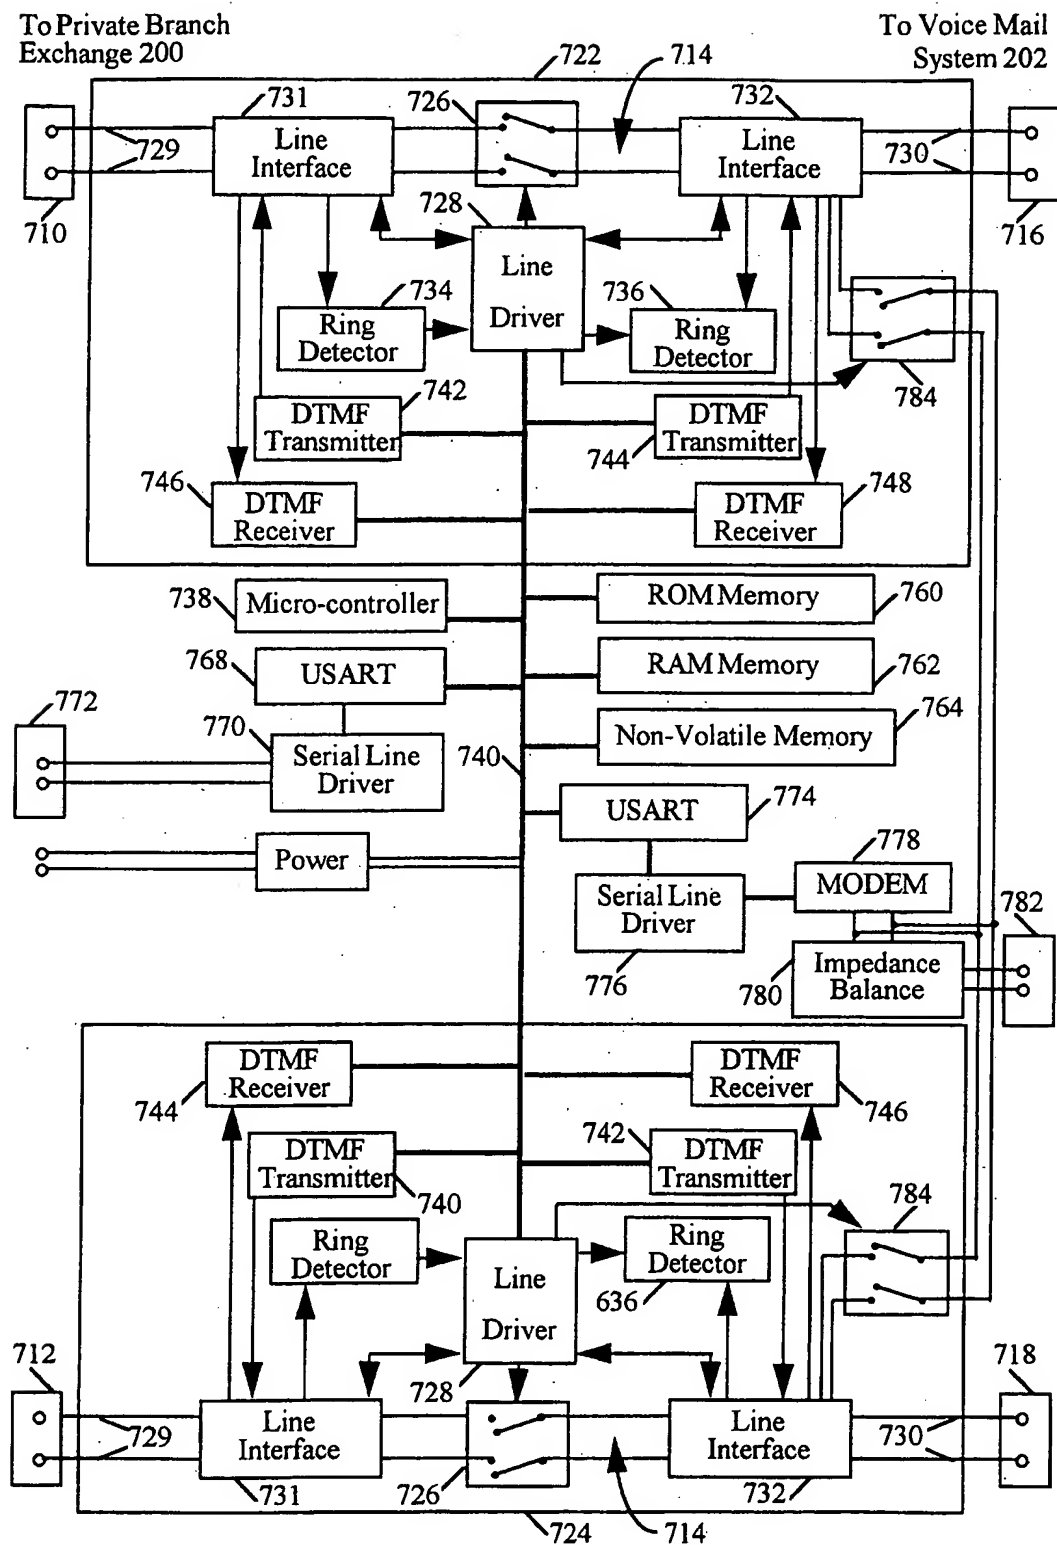 To Private Branch
Exchange 200
To Voice Mail
System 202
722
714
731
726
732
Line
Interface
Line
Interface
729
730
710
728
716
Line
Driver
734
736
Ring
Detector
Ring
Detector
784
742
DTMF
Transmitter
DTMF
Transmitter
744
746
748
DTMF
Receiver
DTMF
Receiver
738
Micro-controller
ROM Memory
760
768
USART
RAM Memory
762
772
770
764
Non-Volatile Memory
Serial Line
Driver
740
774
USART
Power
778
MODEM
782
Serial Line
Driver
776
780
Impedance
Balance
DTMF
Receiver
DTMF
Receiver
744
746
742
DTMF
Transmitter
DTMF
Transmitter
740
784
Ring
Detector
Ring
Detector
Line
Driver
636
712
728
718
Line
Interface
Line
Interface
729
730
731
726
732
724
714